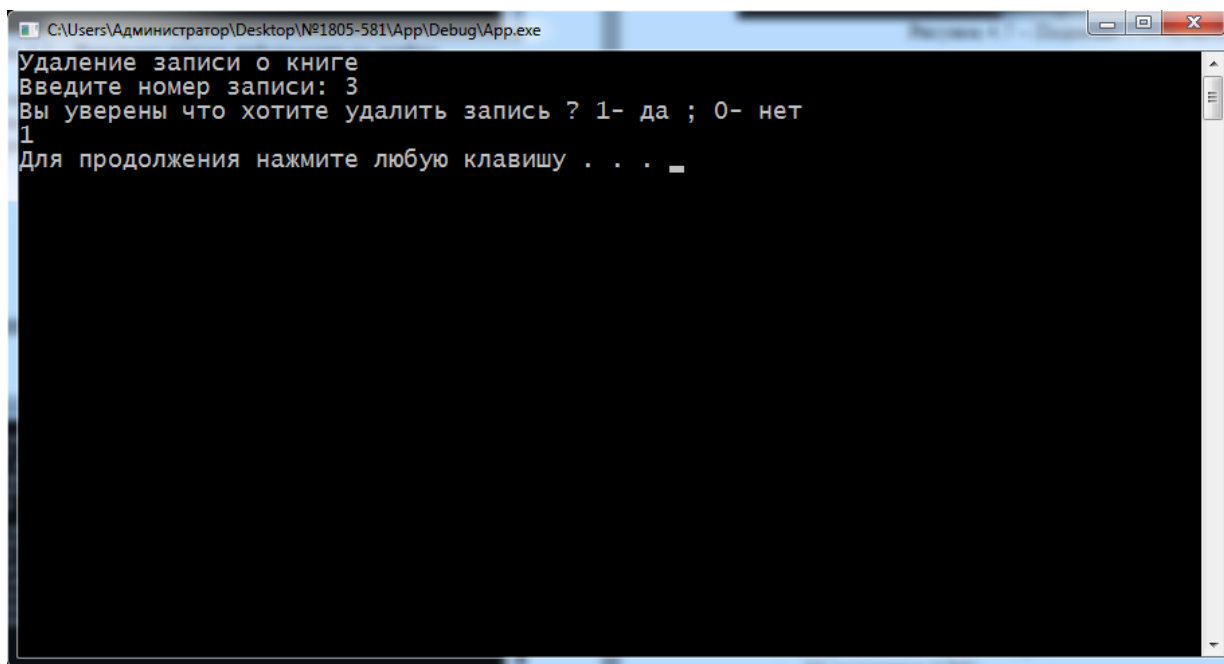 C:\Users\Администратор\Desktop\№1805-581\App\Debug\App.exe
Удаление записи о книге
Введите номер записи: 3
Вы уверены что хотите удалить запись ? 1- да ; 0- нет
1
Для продолжения нажмите любую клавишу . . .